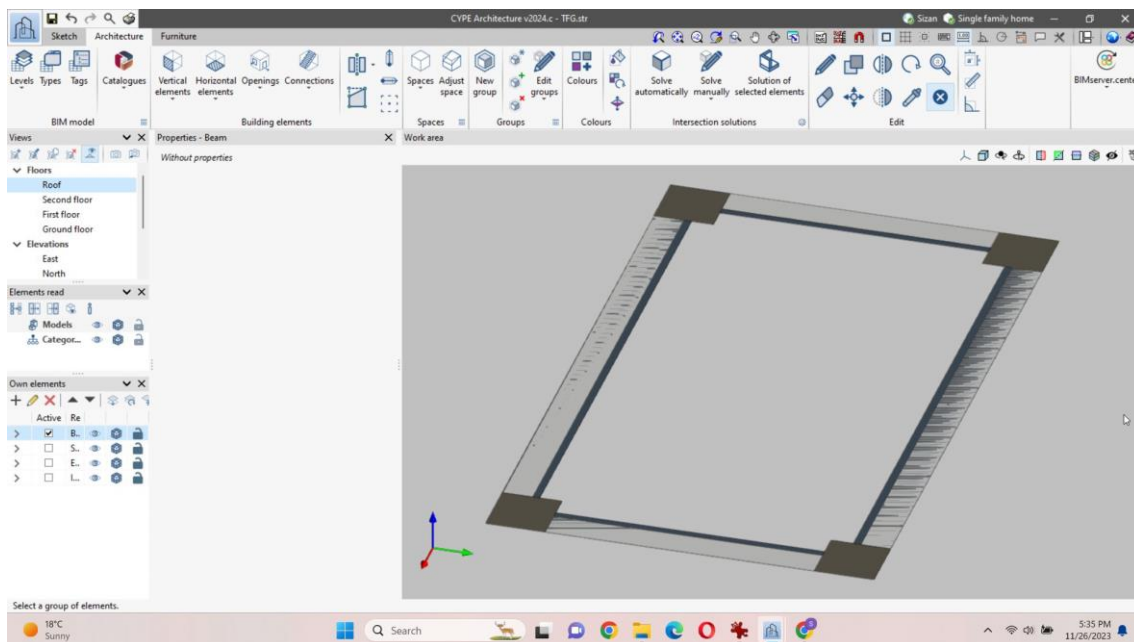 CYPE Architecture v2024.c - TFG.str
Sizan Single family home
Sketch Architecture Furniture
Levels Types Tags Catalogues
Vertical elements Horizontal elements Openings Connections
Spaces Adjust space
New group Edit groups
Colours
Solve automatically Solve manually Solution of selected elements
BIMserver.cent
BIM model Building elements Spaces Groups Colours Intersection solutions Edit
Views
Properties - Beam
Work area
Without properties
Floors
Roof
Second floor
First floor
Ground floor
Elevations
East
North
Elements read
Models
Categor...
Own elements
Active Re
B..
S..
E..
I...
Select a group of elements.
18°C
Sunny
Search
5:35 PM
11/26/2023